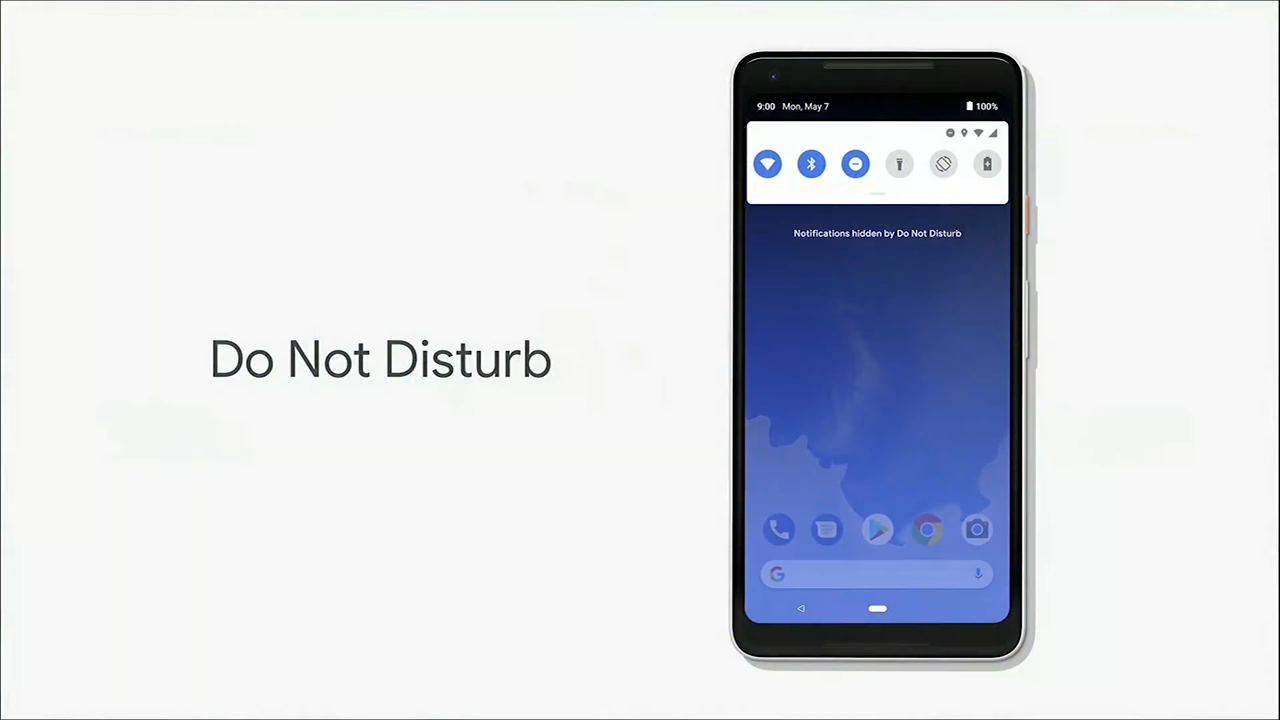 Do Not Disturb
9:00 Mon, May 7 100%
Notifications hidden by Do Not Disturb
G